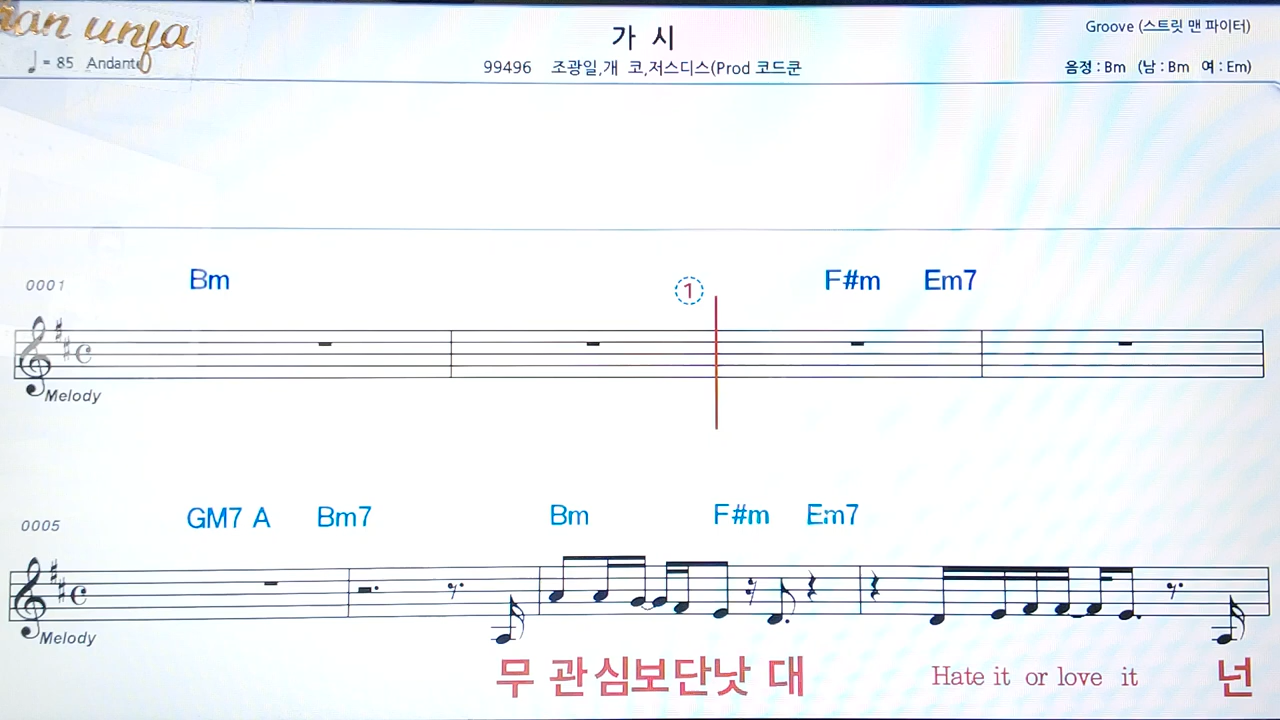 an unja
♩= 85 Andante
가 시
99496 조광일,개 코,저스디스(Prod 코드쿤
Groove (스트릿 맨 파이터)
음정 : Bm (남 : Bm 여 : Em)
0001 Bm ① F#m Em7
Melody
0005 GM7 A Bm7 Bm F#m Em7
Melody
무 관심보단낫 대 Hate it or love it 넌